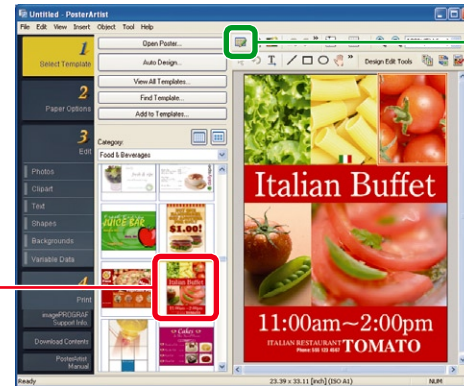 Untitled - PosterArtist
File Edit View Insert Object Tool Help
1
Select Template
2
Paper Options
3
Edit
Photos
Clipart
Text
Shapes
Backgrounds
Variable Data
4
Print
imagePROGRAF
Support Info.
Download Contents
PosterArtist
Manual
Open Poster...
Auto Design...
View All Templates...
Find Template...
Add to Templates...
Category:
Food & Beverages
JUICE BAR
$1.00!
Italian Buffet
Cakes
Design Edit Tools
Italian Buffet
11:00am~2:00pm
ITALIAN RESTAURANT TOMATO
Phone: 555 123 4567
Ready
23.39 x 33.11 [inch] (ISO A1)
NUM